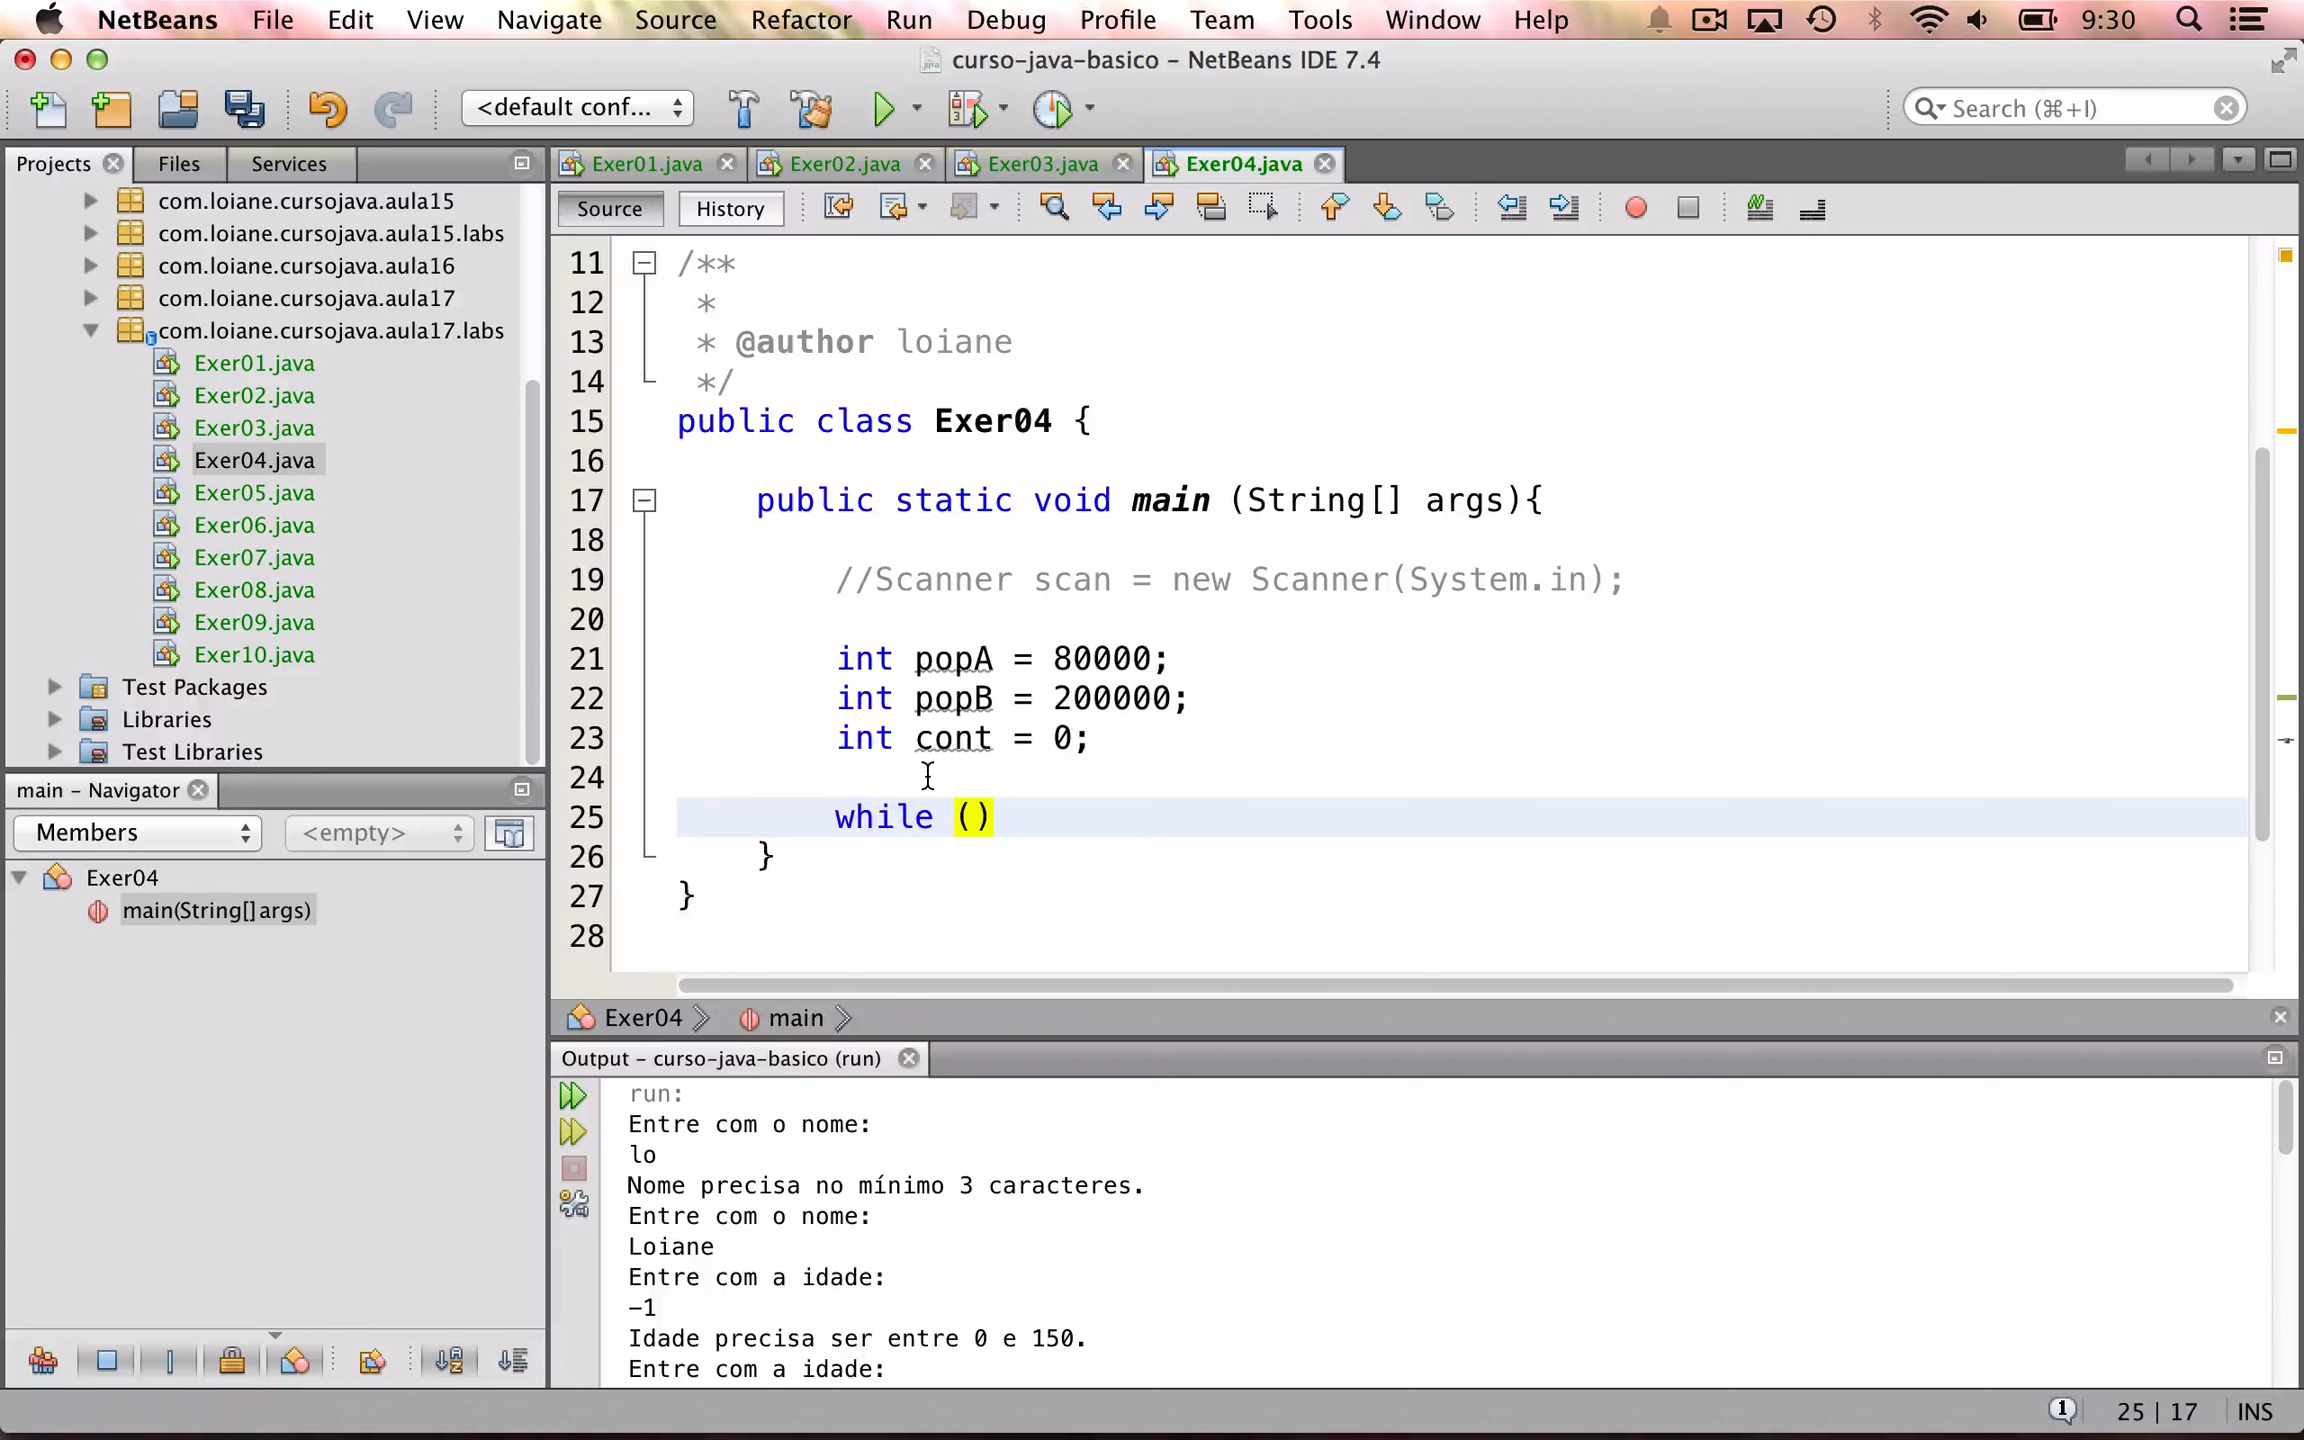 NetBeans File Edit View Navigate Source Refactor Run Debug Profile Team Tools Window Help 9:30
curso-java-basico - NetBeans IDE 7.4
<default conf... Search (⌘+I)
Projects Files Services
com.loiane.cursojava.aula15
com.loiane.cursojava.aula15.labs
com.loiane.cursojava.aula16
com.loiane.cursojava.aula17
com.loiane.cursojava.aula17.labs
Exer01.java
Exer02.java
Exer03.java
Exer04.java
Exer05.java
Exer06.java
Exer07.java
Exer08.java
Exer09.java
Exer10.java
Test Packages
Libraries
Test Libraries
main - Navigator
Members <empty>
Exer04
main(String[] args)
Exer01.java Exer02.java Exer03.java Exer04.java
Source History
11 /**
12 *
13 * @author loiane
14 */
15 public class Exer04 {
16
17 public static void main (String[] args){
18
19 //Scanner scan = new Scanner(System.in);
20
21 int popA = 80000;
22 int popB = 200000;
23 int cont = 0;
24
25 while ()
26 }
27 }
28
Exer04 main
Output - curso-java-basico (run)
run:
Entre com o nome:
lo
Nome precisa no mínimo 3 caracteres.
Entre com o nome:
Loiane
Entre com a idade:
-1
Idade precisa ser entre 0 e 150.
Entre com a idade:
1 25 | 17 INS